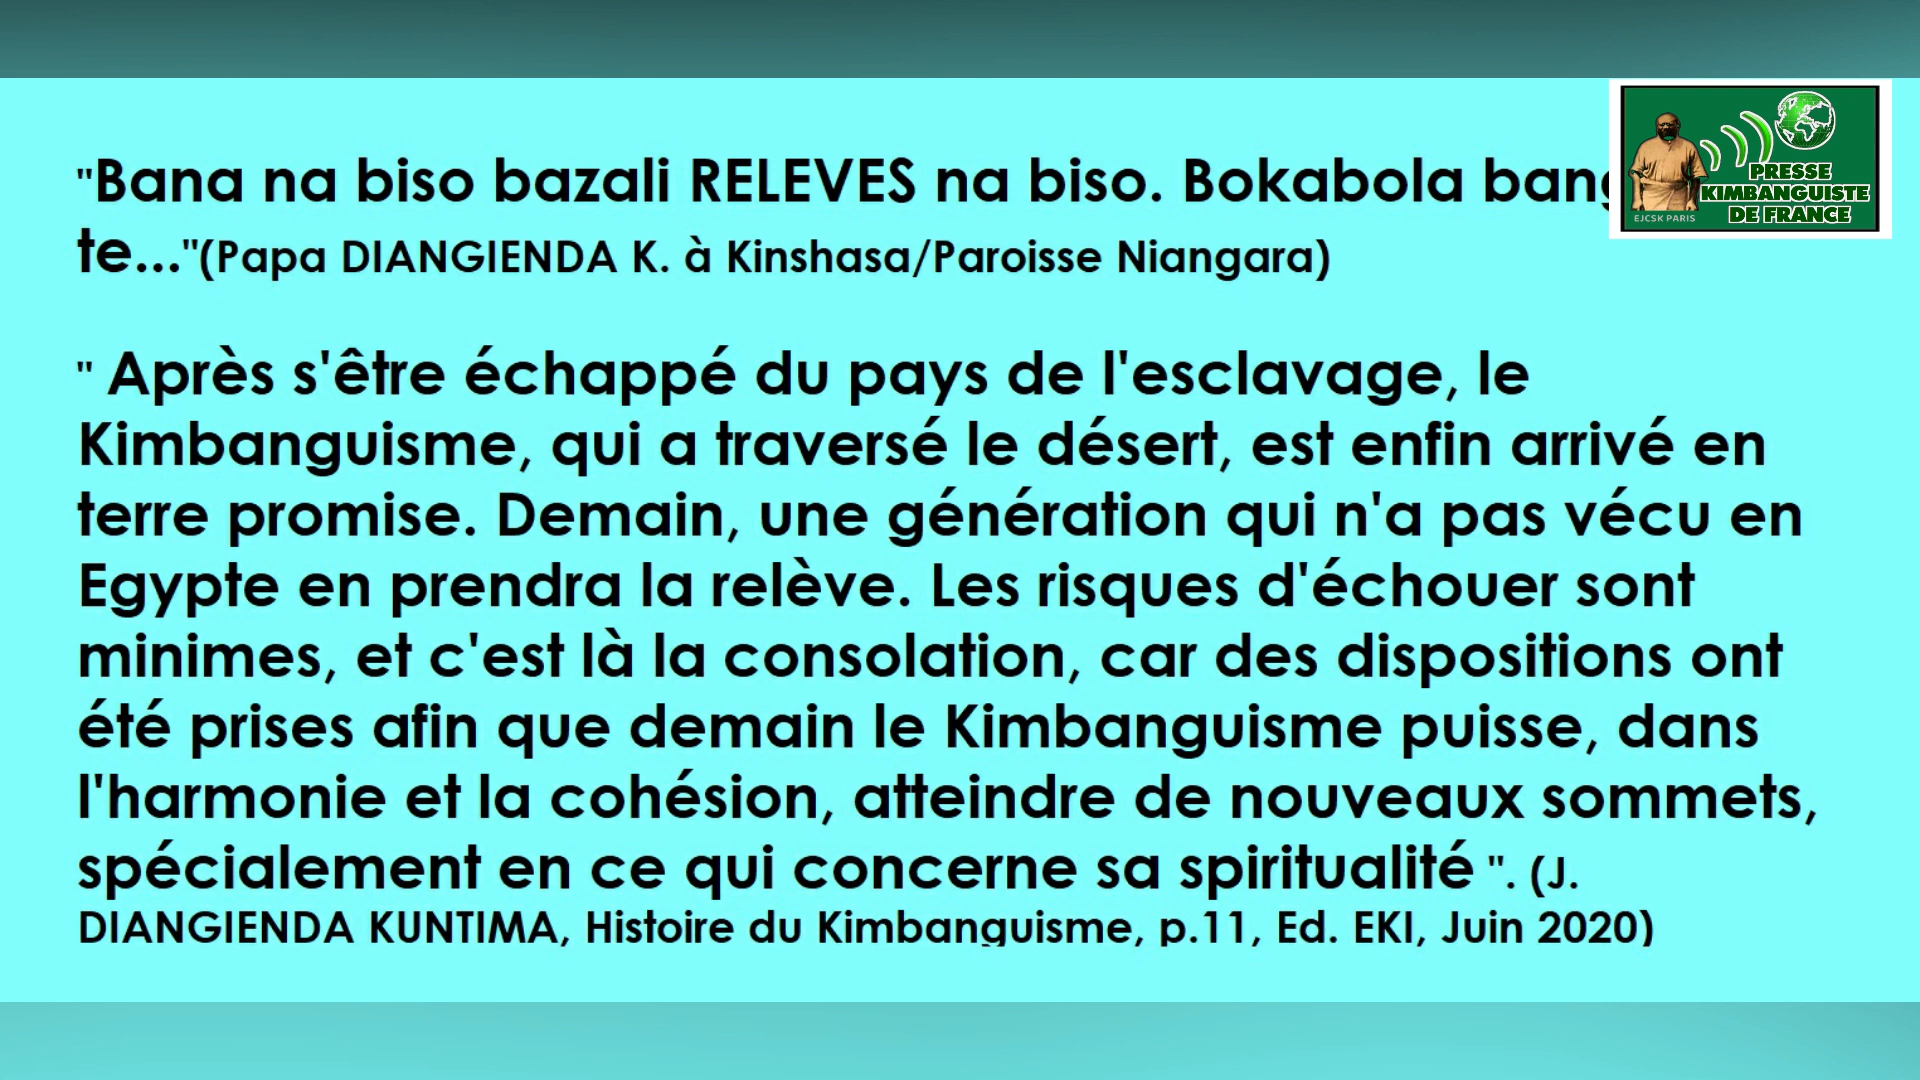 "Bana na biso bazali RELEVES na biso. Bokabola
te..."(Papa DIANGIENDA K. à Kinshasa/Paroisse Niangara)
" Après s'être échappé du pays de l'esclavage, le
Kimbanguisme, qui a traversé le désert, est enfin arrivé en
terre promise. Demain, une génération qui n'a pas vécu en
Egypte en prendra la relève. Les risques d'échouer sont
minimes, et c'est là la consolation, car des dispositions ont
été prises afin que demain le Kimbanguisme puisse, dans
l'harmonie et la cohésion, atteindre de nouveaux sommets,
spécialement en ce qui concerne sa spiritualité ". (J.
DIANGIENDA KUNTIMA, Histoire du Kimbanguisme, p.11, Ed. EKI, Juin 2020)
PRESSE
KIMBANGUISTE
DE FRANCE
EJCSK PARIS